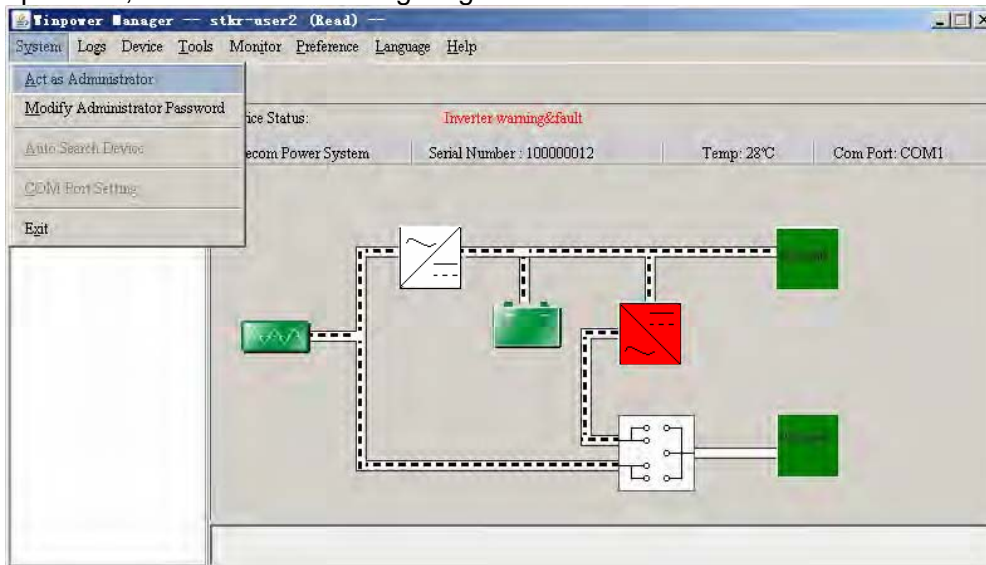 Winpower Manager — stkr-user2 (Read) —
System Logs Device Tools Monitor Preference Language Help
Act as Administrator
Modify Administrator Password
Auto Search Device
COM Port Setting
Exit
ice Status: Inverter warning&fault
ecom Power System Serial Number : 100000012 Temp: 28℃ Com Port: COM1